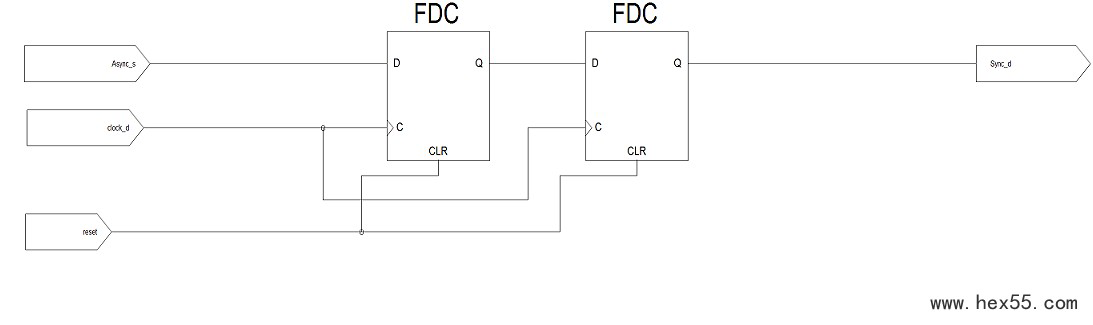 FDC FDC
Async_s D Q D Q Sync_d
clock_d C C
CLR CLR
reset
www.hex55.com